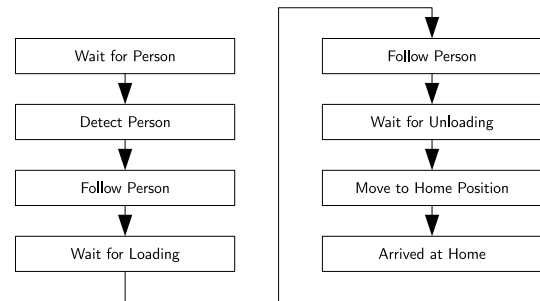 Wait for Person
Detect Person
Follow Person
Wait for Loading
Follow Person
Wait for Unloading
Move to Home Position
Arrived at Home